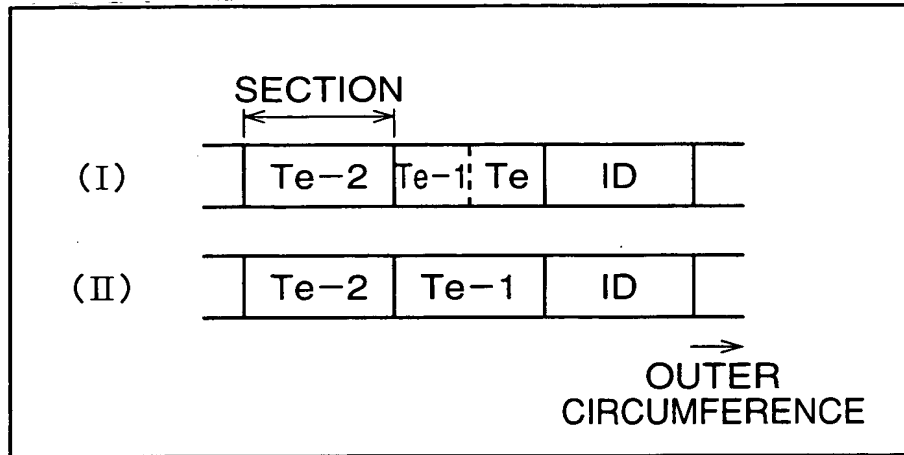 SECTION
(I) Te-2 Te-1 Te ID
(II) Te-2 Te-1 ID
OUTER
CIRCUMFERENCE